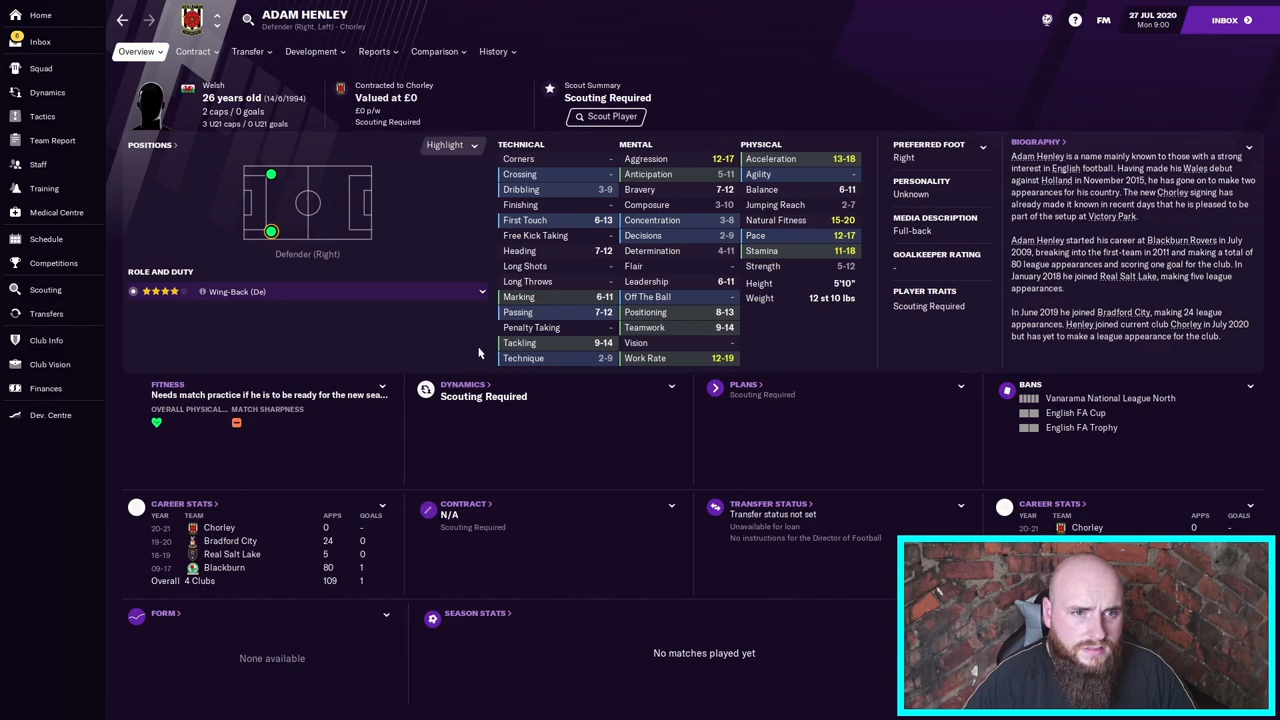 Home
ADAM HENLEY
Defender (Right, Left) - Chorley
FM
27 JUL 2020
Mon 9:00
INBOX
6
Inbox
Squad
Dynamics
Tactics
Team Report
Staff
Training
Medical Centre
Schedule
Competitions
Scouting
Transfers
Club Info
Club Vision
Finances
Dev. Centre
Overview
Contract
Transfer
Development
Reports
Comparison
History
Welsh
26 years old (14/6/1994)
2 caps / 0 goals
3 U21 caps / 0 U21 goals
Contracted to Chorley
Valued at £0
£0 p/w
Scouting Required
Scout Summary
Scouting Required
Scout Player
POSITIONS
Highlight
Defender (Right)
ROLE AND DUTY
Wing-Back (De)
TECHNICAL
Corners -
Crossing -
Dribbling 3-9
Finishing -
First Touch 6-13
Free Kick Taking -
Heading 7-12
Long Shots -
Long Throws -
Marking 6-11
Passing 7-12
Penalty Taking -
Tackling 9-14
Technique 2-9
MENTAL
Aggression 12-17
Anticipation 5-11
Bravery 7-12
Composure 3-10
Concentration 3-8
Decisions 2-9
Determination 4-11
Flair -
Leadership 6-11
Off The Ball -
Positioning 8-13
Teamwork 9-14
Vision -
Work Rate 12-19
PHYSICAL
Acceleration 13-18
Agility -
Balance 6-11
Jumping Reach 2-7
Natural Fitness 15-20
Pace 12-17
Stamina 11-18
Strength 5-12
Height 5'10"
Weight 12 st 10 lbs
PREFERRED FOOT
Right
PERSONALITY
Unknown
MEDIA DESCRIPTION
Full-back
GOALKEEPER RATING
-
PLAYER TRAITS
Scouting Required
BIOGRAPHY
Adam Henley is a name mainly known to those with a strong
interest in English football. Having made his Wales debut
against Holland in November 2015, he has gone on to make two
appearances for his country. The new Chorley signing has
already made it known in recent days that he is pleased to be
part of the setup at Victory Park.
Adam Henley started his career at Blackburn Rovers in July
2009, breaking into the first-team in 2011 and making a total of
80 league appearances and scoring one goal for the club. In
January 2018 he joined Real Salt Lake, making five league
appearances.
In June 2019 he joined Bradford City, making 24 league
appearances. Henley joined current club Chorley in July 2020
but has yet to make a league appearance for the club.
FITNESS
Needs match practice if he is to be ready for the new sea...
OVERALL PHYSICAL... MATCH SHARPNESS
DYNAMICS
Scouting Required
PLANS
Scouting Required
BANS
Vanarama National League North
English FA Cup
English FA Trophy
CAREER STATS
YEAR TEAM APPS GOALS
20-21 Chorley 0 -
19-20 Bradford City 24 0
18-19 Real Salt Lake 5 0
09-17 Blackburn 80 1
Overall 4 Clubs 109 1
CONTRACT
N/A
Scouting Required
TRANSFER STATUS
Transfer status not set
Unavailable for loan
No instructions for the Director of Football
CAREER STATS
YEAR TEAM APPS GOALS
20-21 Chorley 0 -
FORM
None available
SEASON STATS
No matches played yet